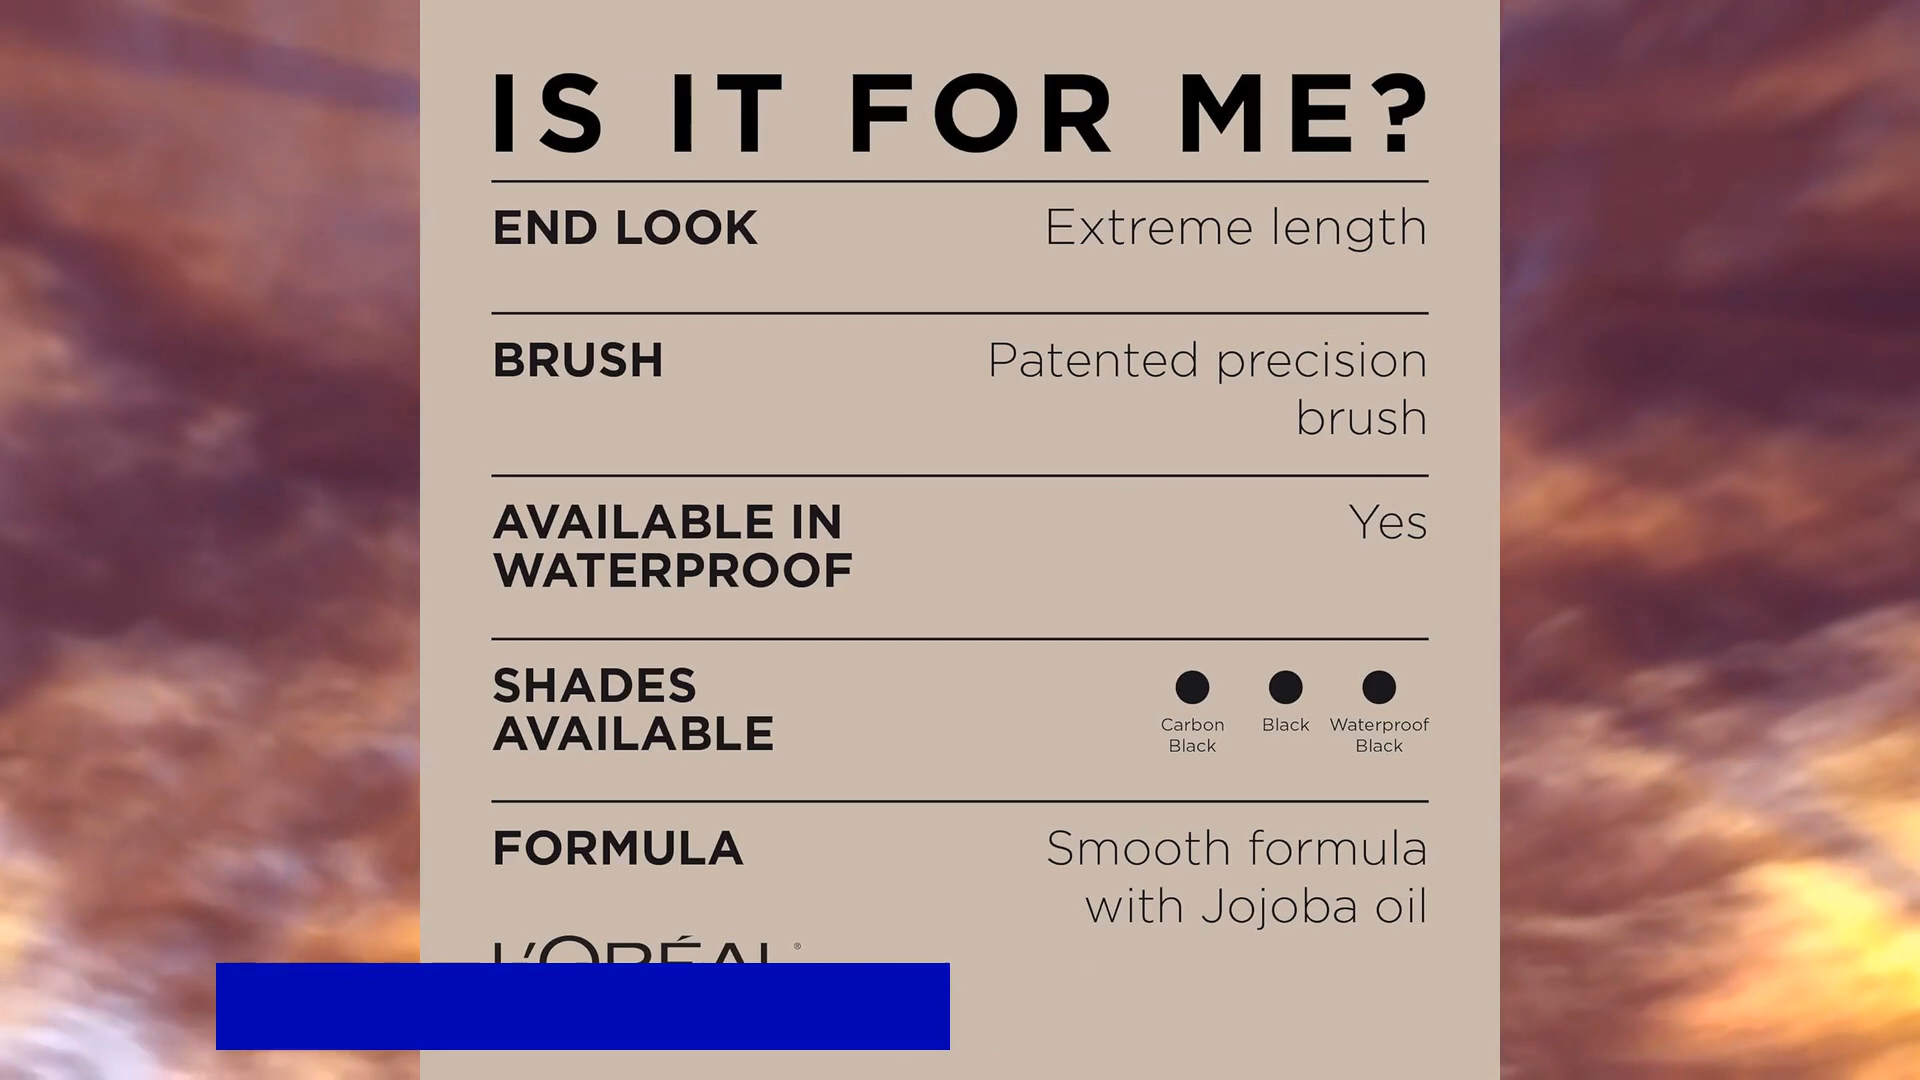 IS IT FOR ME?
END LOOK Extreme length
BRUSH Patented precision
brush
AVAILABLE IN Yes
WATERPROOF
SHADES
AVAILABLE
Carbon Black Waterproof
Black Black
FORMULA Smooth formula
with Jojoba oil
L'ORÉAL